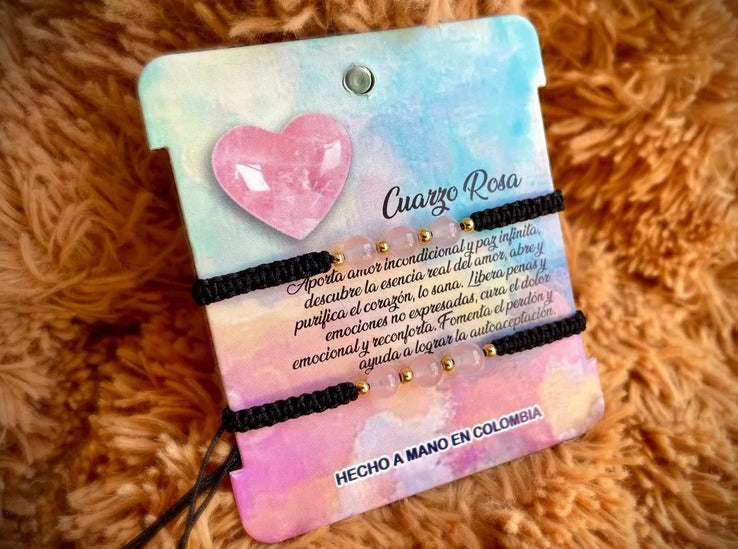 Cuarzo Rosa
Aporta amor incondicional y paz infinita,
descubre la esencia real del amor, abre y
purifica el corazón, lo sana. Libera penas y
emociones no expresadas, cura el dolor
emocional y reconforta. Fomenta el perdón y
ayuda a lograr la autoaceptación.
HECHO A MANO EN COLOMBIA